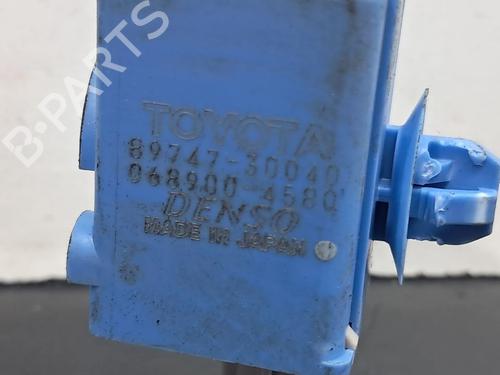 B-PARTS
TOYOTA
89747-30040
068900-4580
DENSO
MADE IN JAPAN